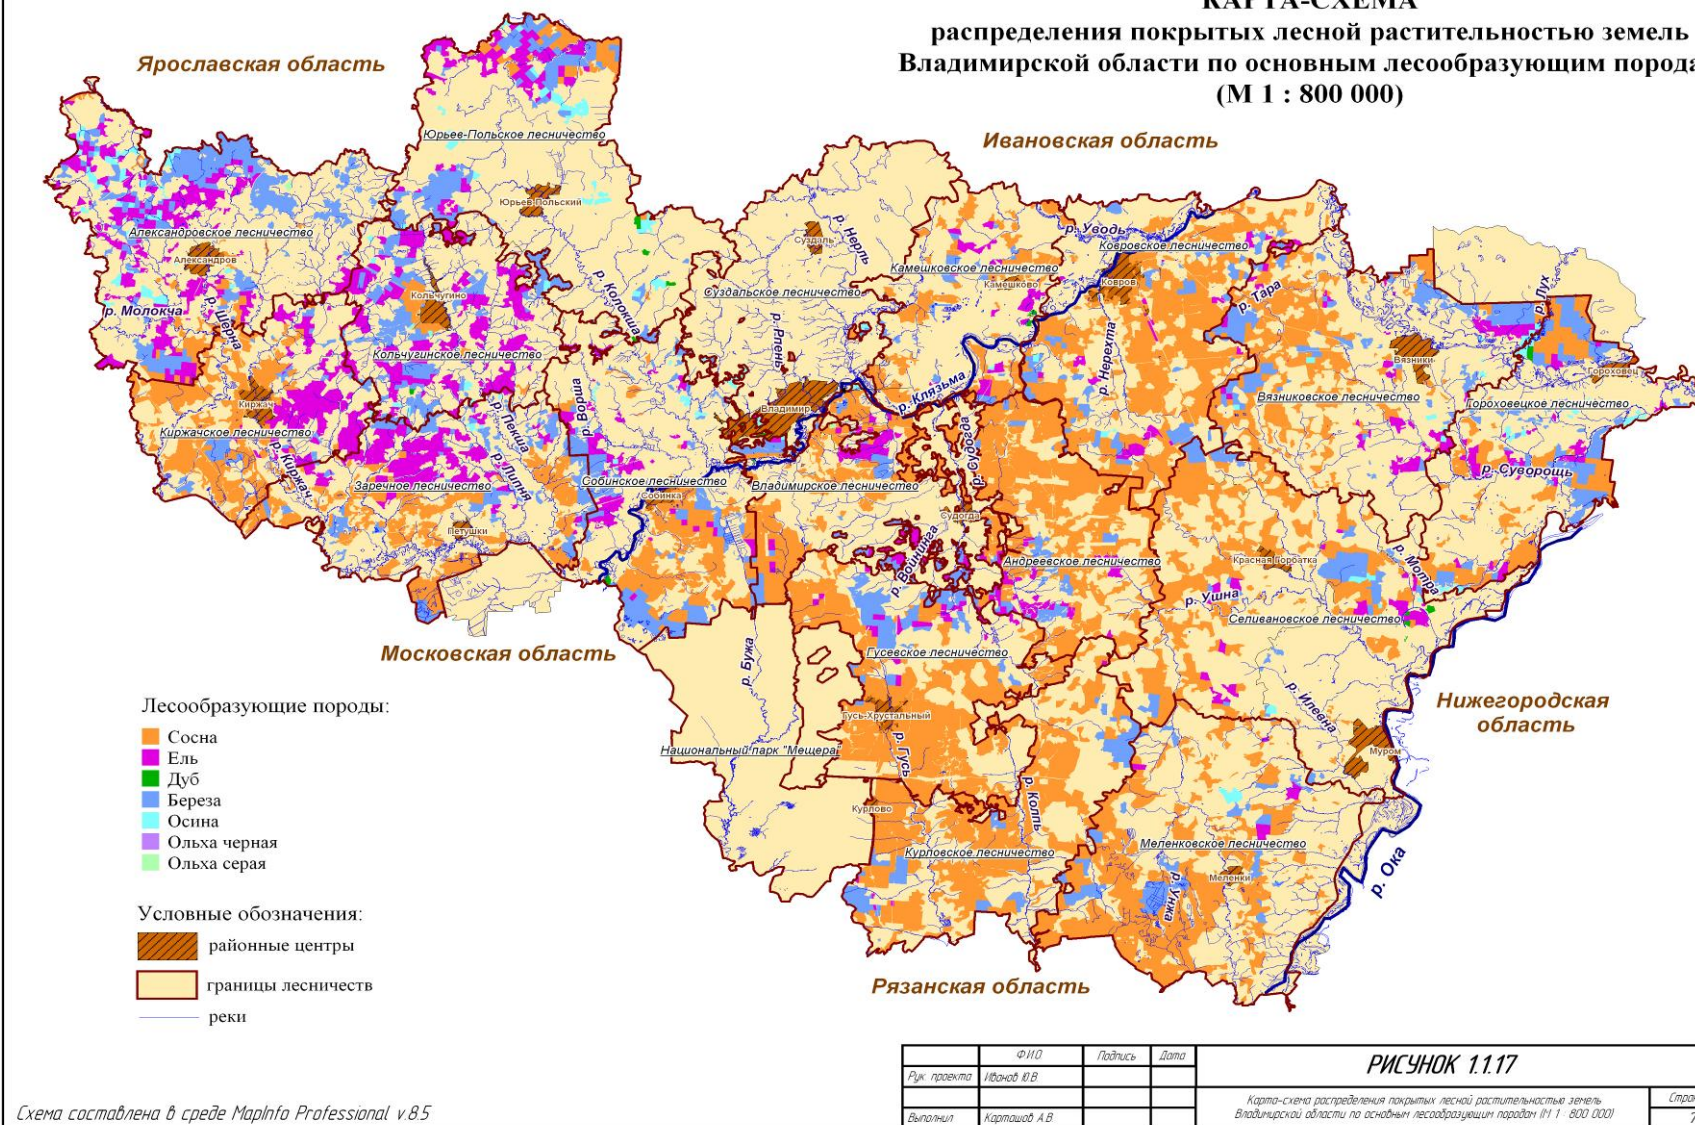 КАРТА-СХЕМА
распределения покрытых лесной растительностью земель
Владимирской области по основным лесообразующим порода
(М 1 : 800 000)
Ярославская область
Ивановская область
Юрьев-Польское лесничество
Юрьев-Польский
Александровское лесничество
Александров
р. Молокча
р. Шерна
Кольчугино
Кольчугинское лесничество
р. Колокша
Суздаль
р. Нерль
Суздальское лесничество
р. Рпень
Камешковское лесничество
Камешково
р. Уводь
Ковровское лесничество
Ковров
р. Тара
р. Нерехта
р. Клязьма
Вязники
Вязниковское лесничество
р. Лух
Гороховец
Гороховецкое лесничество
р. Суворощь
Киржач
Киржачское лесничество
р. Киржач
р. Пекша
р. Липня
Заречное лесничество
Петушки
р. Ворша
Собинское лесничество
Собинка
Владимир
Владимирское лесничество
р. Судогда
Судогда
р. Войнинга
Андреевское лесничество
Красная Горбатка
р. Ушна
р. Мотра
Селивановское лесничество
Московская область
р. Бужа
Гусевское лесничество
Гусь-Хрустальный
р. Гусь
Национальный парк "Мещера"
р. Илевна
Муром
Нижегородская
область
Курлово
Курловское лесничество
р. Колпь
Меленковское лесничество
Меленки
р. Унжа
р. Ока
Рязанская область
Лесообразующие породы:
Сосна
Ель
Дуб
Береза
Осина
Ольха черная
Ольха серая
Условные обозначения:
районные центры
границы лесничеств
реки
Схема составлена в среде MapInfo Professional v.8.5
Ф.И.О. Подпись Дата
Рук. проекта Иванов Ю.В.
Выполнил Карташов А.В.
РИСУНОК 1.1.17
Карта-схема распределения покрытых лесной растительностью земель
Владимирской области по основным лесообразующим породам (М 1 : 800 000)
Стра